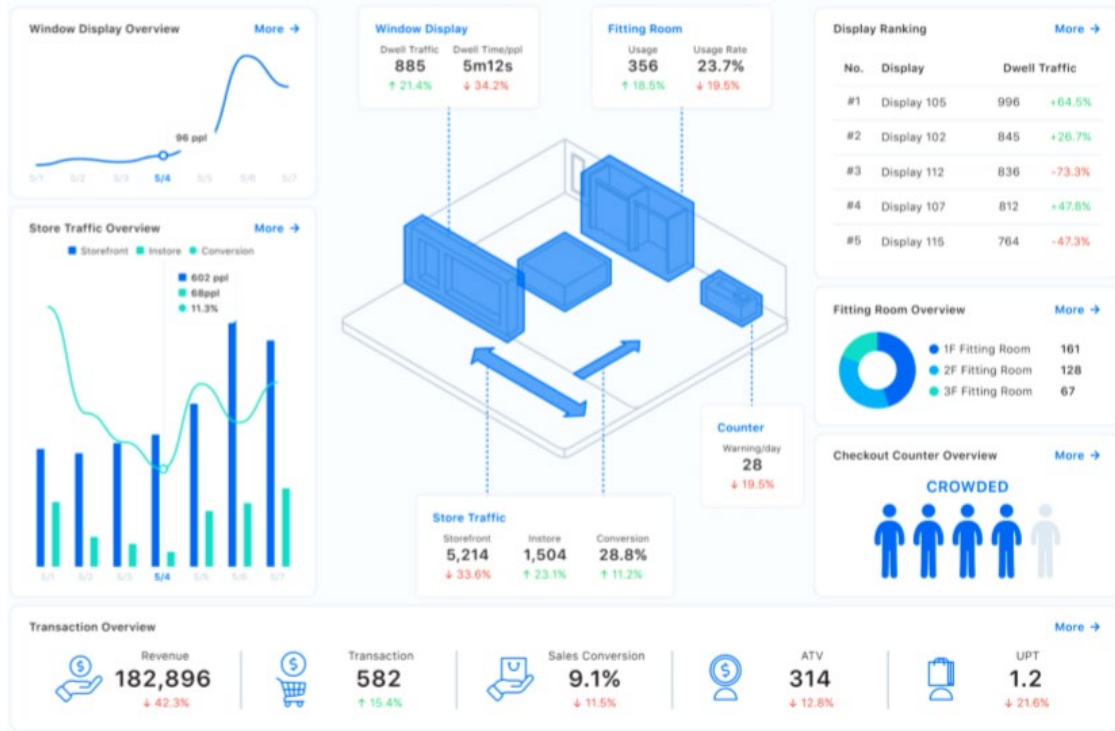 Window Display Overview More →
96 ppl
5/1 5/2 5/3 5/4 5/5 5/6 5/7
Store Traffic Overview More →
Storefront Instore Conversion
602 ppl
68ppl
11.3%
5/1 5/2 5/3 5/4 5/5 5/6 5/7
Window Display
Dwell Traffic Dwell Time/ppl
885 5m12s
↑ 21.4% ↓ 34.2%
Fitting Room
Usage Usage Rate
356 23.7%
↑ 18.5% ↓ 19.5%
Counter
Warning/day
28
↓ 19.5%
Store Traffic
Storefront Instore Conversion
5,214 1,504 28.8%
↓ 33.6% ↑ 23.1% ↑ 11.2%
Display Ranking More →
No. Display Dwell Traffic
#1 Display 105 996 +64.5%
#2 Display 102 845 +26.7%
#3 Display 112 836 -73.3%
#4 Display 107 812 +47.8%
#5 Display 115 764 -47.3%
Fitting Room Overview More →
1F Fitting Room 161
2F Fitting Room 128
3F Fitting Room 67
Checkout Counter Overview More →
CROWDED
Transaction Overview More →
Revenue Transaction Sales Conversion ATV UPT
182,896 582 9.1% 314 1.2
↓ 42.3% ↑ 15.4% ↓ 11.5% ↓ 12.8% ↓ 21.6%